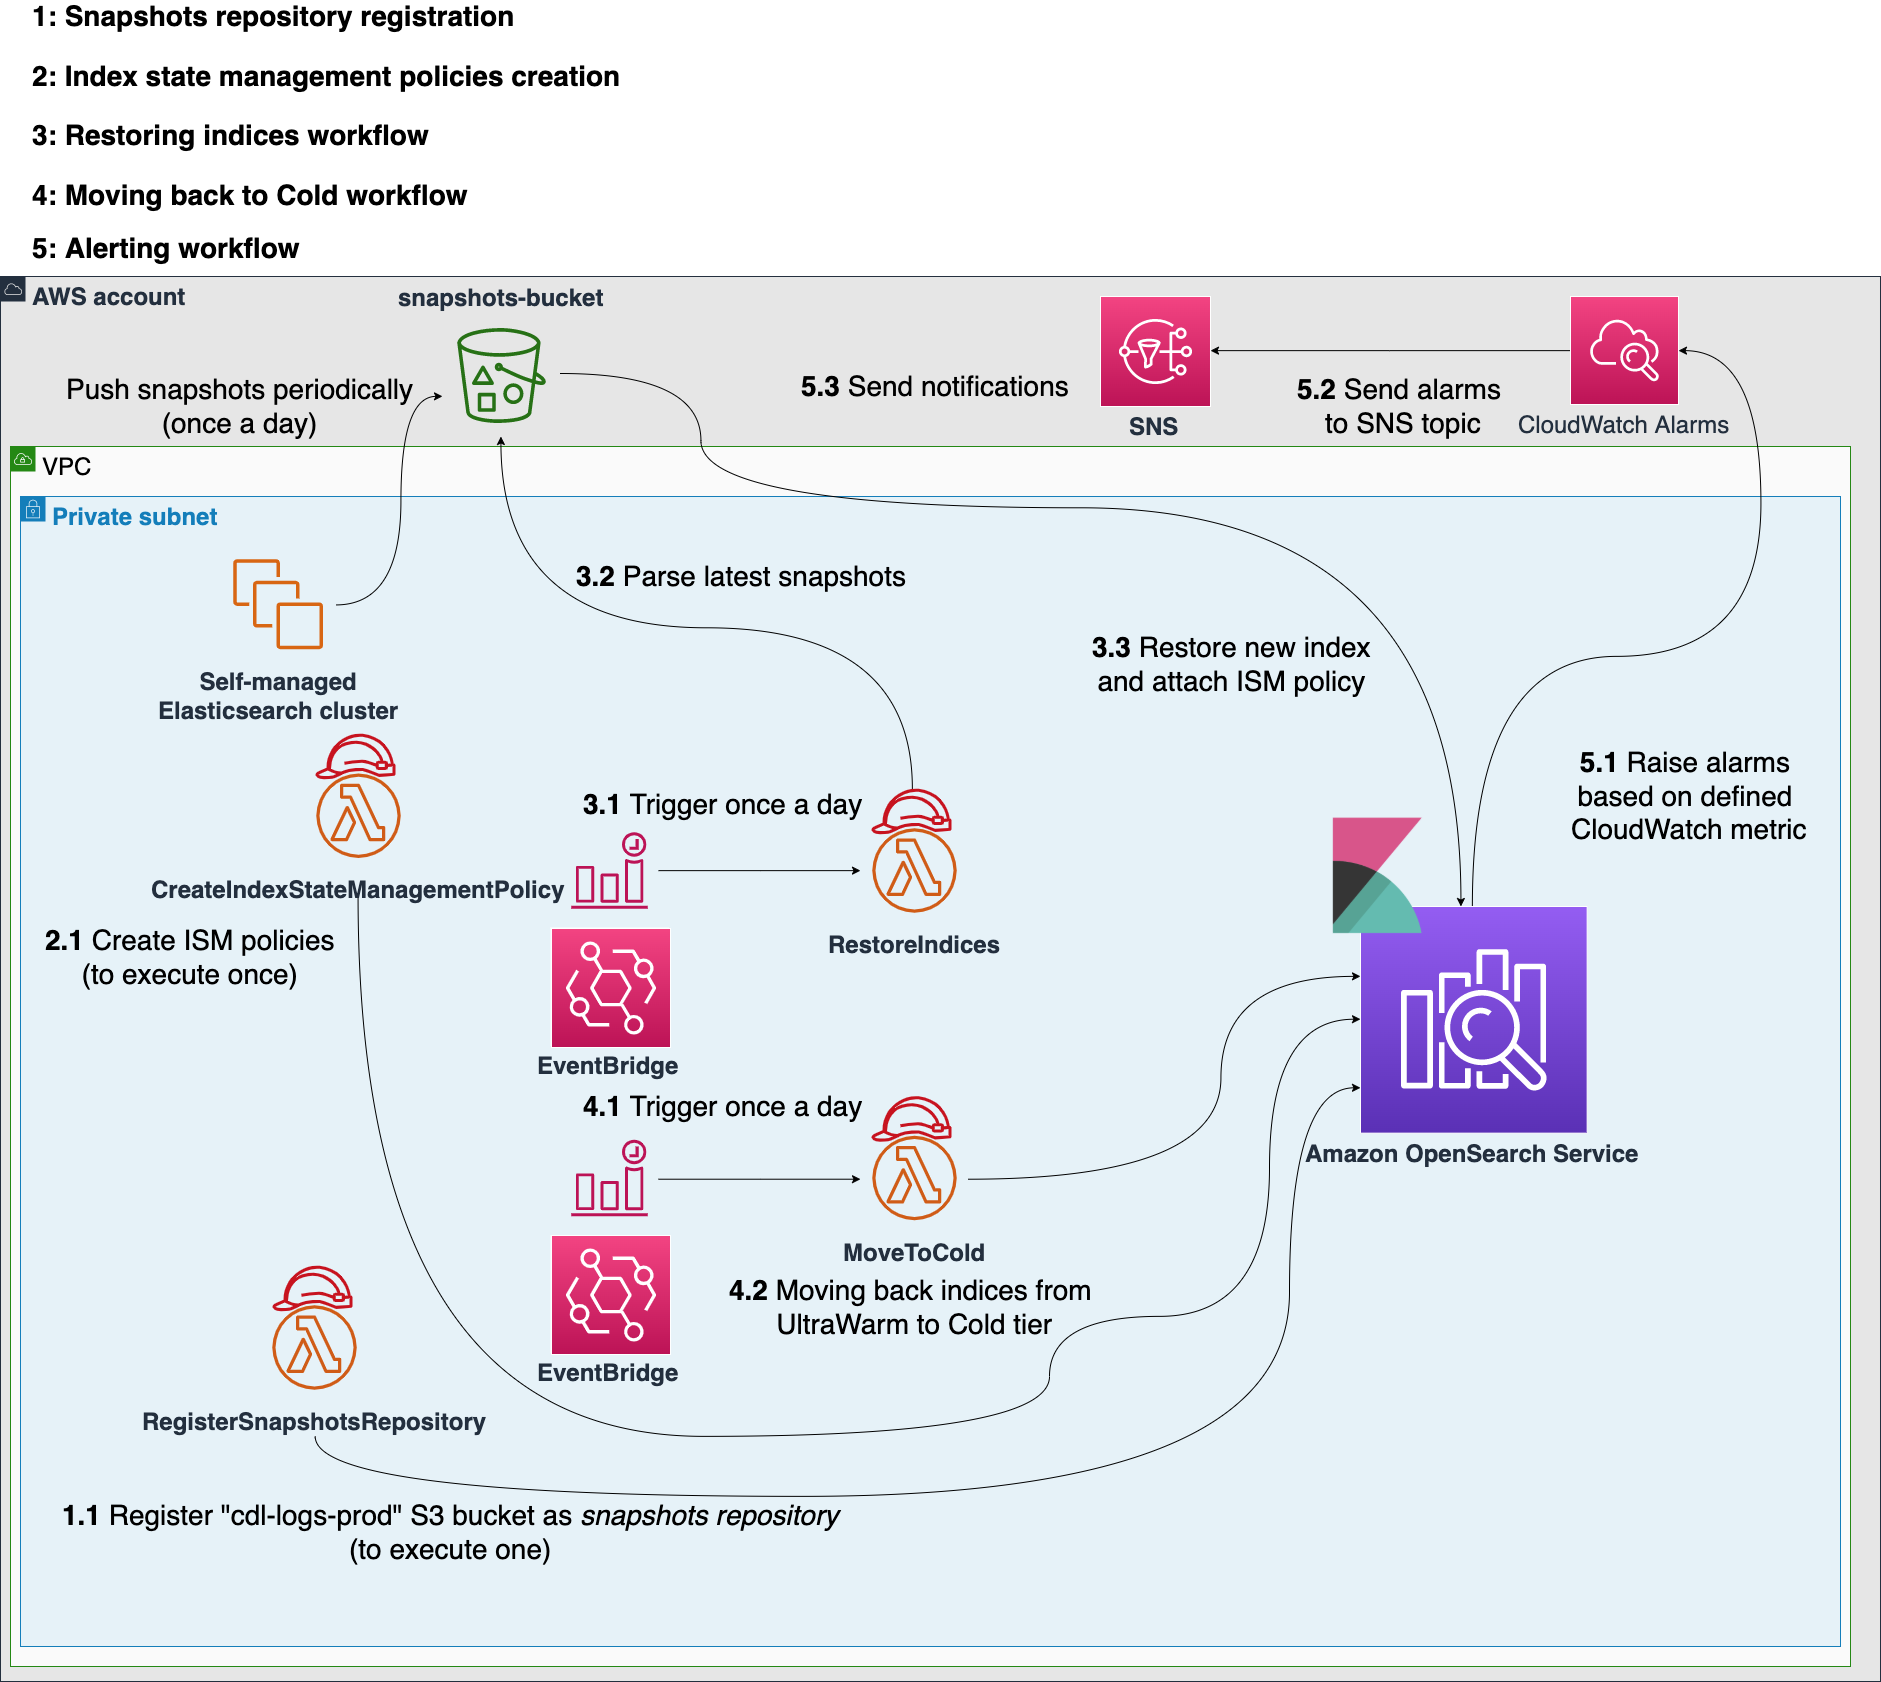 1: Snapshots repository registration
2: Index state management policies creation
3: Restoring indices workflow
4: Moving back to Cold workflow
5: Alerting workflow
AWS account
snapshots-bucket
Push snapshots periodically
(once a day)
5.3 Send notifications
SNS
5.2 Send alarms
to SNS topic
CloudWatch Alarms
VPC
Private subnet
3.2 Parse latest snapshots
Self-managed
Elasticsearch cluster
3.3 Restore new index
and attach ISM policy
5.1 Raise alarms
based on defined
CloudWatch metric
3.1 Trigger once a day
CreateIndexStateManagementPolicy
2.1 Create ISM policies
(to execute once)
RestoreIndices
EventBridge
4.1 Trigger once a day
Amazon OpenSearch Service
MoveToCold
4.2 Moving back indices from
UltraWarm to Cold tier
EventBridge
RegisterSnapshotsRepository
1.1 Register "cdl-logs-prod" S3 bucket as snapshots repository
(to execute one)